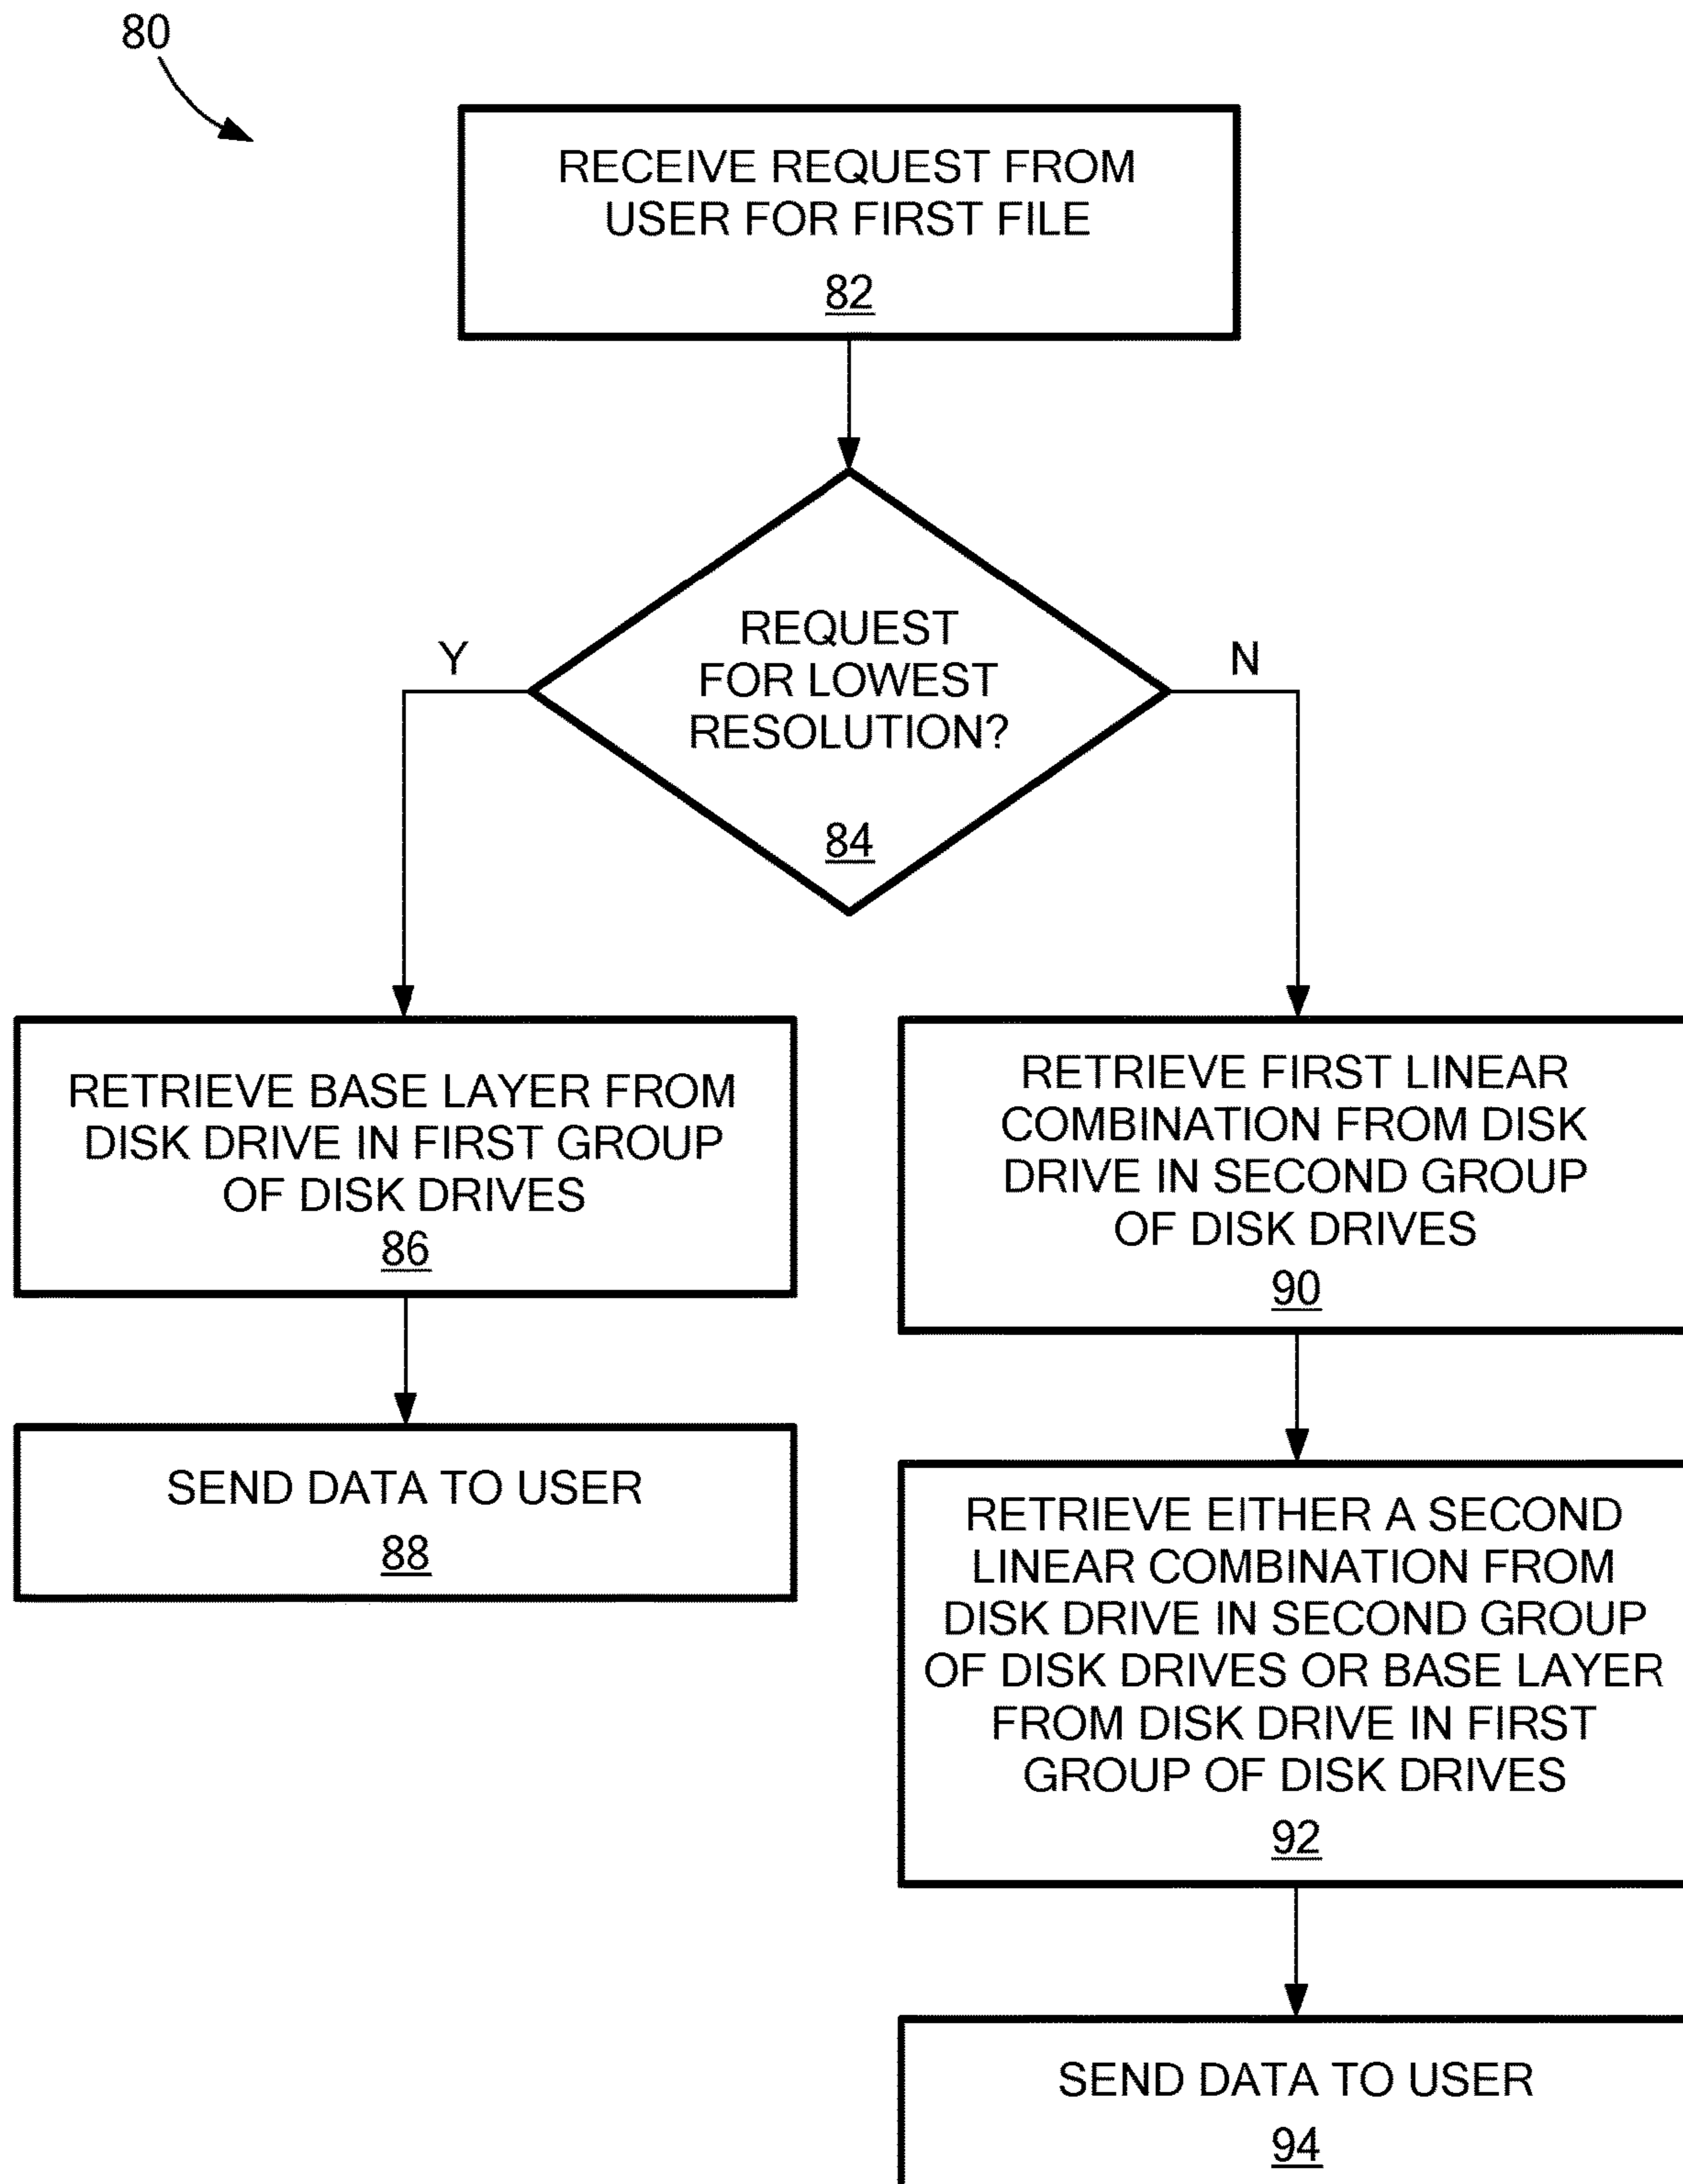 80
RECEIVE REQUEST FROM
USER FOR FIRST FILE
82
REQUEST
FOR LOWEST
RESOLUTION?
84
Y
N
RETRIEVE BASE LAYER FROM
DISK DRIVE IN FIRST GROUP
OF DISK DRIVES
86
SEND DATA TO USER
88
RETRIEVE FIRST LINEAR
COMBINATION FROM DISK
DRIVE IN SECOND GROUP
OF DISK DRIVES
90
RETRIEVE EITHER A SECOND
LINEAR COMBINATION FROM
DISK DRIVE IN SECOND GROUP
OF DISK DRIVES OR BASE LAYER
FROM DISK DRIVE IN FIRST
GROUP OF DISK DRIVES
92
SEND DATA TO USER
94